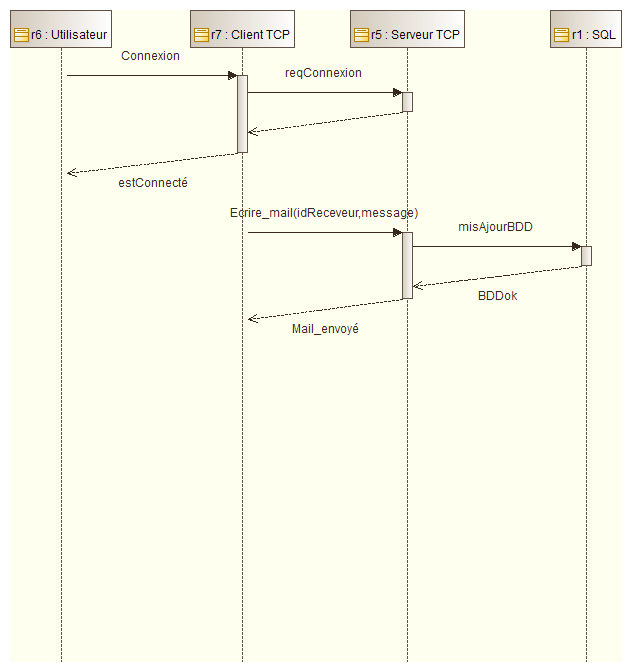 r6 : Utilisateur
r7 : Client TCP
r5 : Serveur TCP
r1 : SQL
Connexion
reqConnexion
estConnecté
Ecrire_mail(idReceveur,message)
misAjourBDD
BDDok
Mail_envoyé